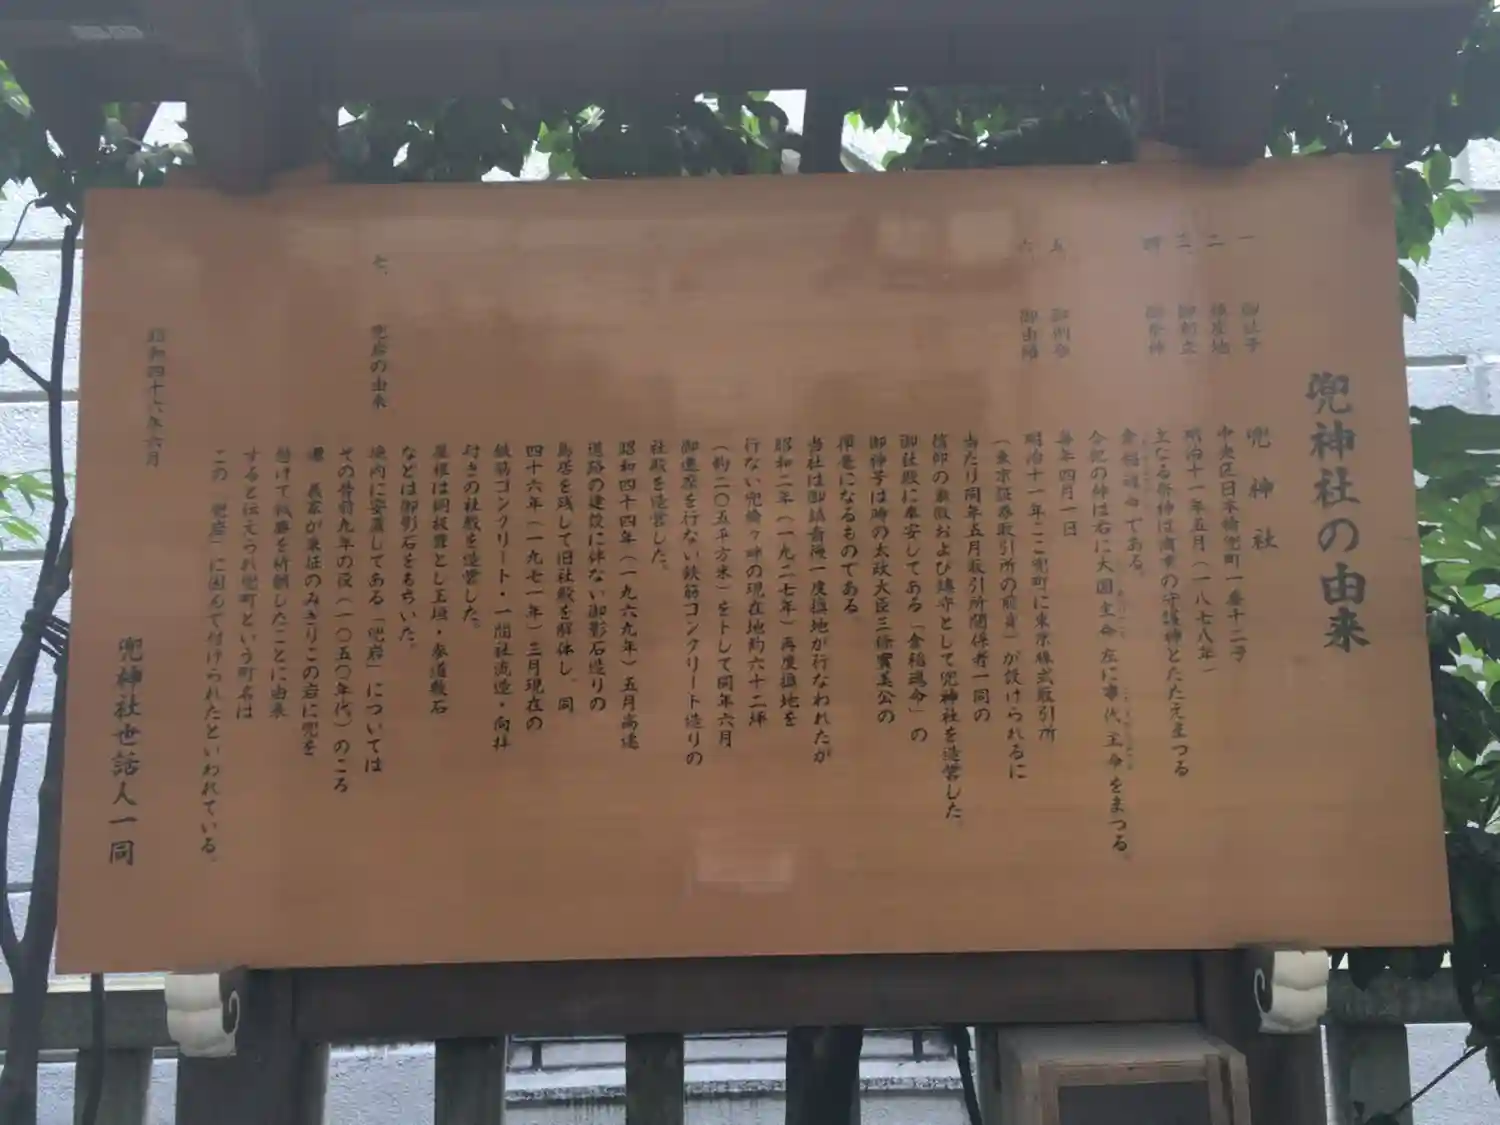 兜神社の由来
兜神社
一 御社号
中央区日本橋兜町一番十二号
二 鎮座地
明治十一年五月(一八七八年)
三 御創立
主なる祭神は商業の守護神とたたえまつる
四 御祭神
倉稲魂命である。
合祀の神は右に大国主命 左に事代主命をまつる。
五 御例祭
毎年四月一日
六 御由緒
明治十一年ここ兜町に東京株式取引所
(東京証券取引所の前身)が設けられるに
当たり同年五月取引所関係者一同の
信仰の象徴および鎮守として兜神社を造営した。
御社殿に奉安してある「倉稲魂命」の
御神号は時の太政大臣三條實美公の
揮毫になるものである。
当社は御鎮着後一度換地が行なわれたが
昭和二年(一九二七年)再度換地を
行ない兜橋々畔の現在地約六十二坪
(約二〇五平方米)を卜して同年六月
御遷座を行ない鉄筋コンクリート造りの
社殿を造営した。
昭和四十四年(一九六九年)五月高速
道路の建設に伴ない御影石造りの
鳥居を残して旧社殿を解体し、同
四十六年(一九七一年)三月現在の
鉄筋コンクリート・一間社流造・向拝
付きの社殿を造営した。
屋根は銅板葺とし玉垣・参道敷石
などは御影石をもちいた。
七、 兜岩の由来
境内に安置してある「兜岩」については
その昔前九年の役(一〇五〇年代)のころ
源 義家が東征のみぎりこの岩に兜を
懸けて戦勝を祈願したことに由来
すると伝えられ兜町という町名は
この「兜岩」に因んで付けられたといわれている。
昭和四十六年六月
兜神社世話人一同